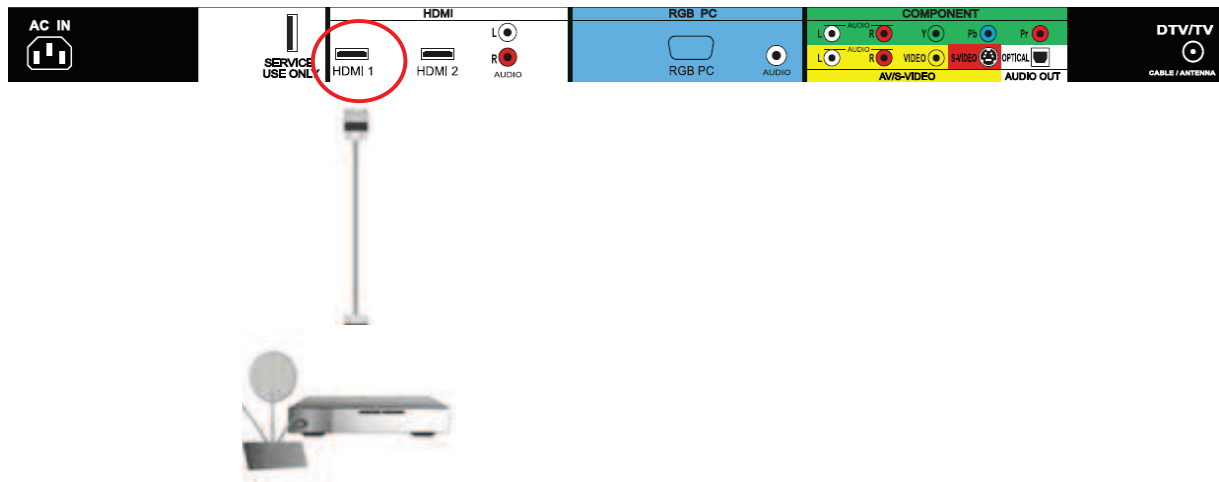 AC IN
SERVICE
USE ONLY
HDMI
HDMI 1
HDMI 2
L
R
AUDIO
RGB PC
RGB PC
AUDIO
COMPONENT
L AUDIO R Y Pb Pr
L AUDIO R VIDEO S-VIDEO OPTICAL
AV/S-VIDEO
AUDIO OUT
DTV/TV
CABLE / ANTENNA